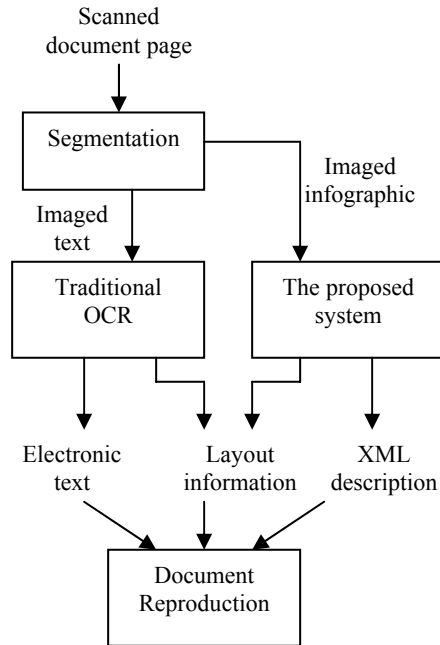 Scanned
document page
Segmentation
Imaged
infographic
Imaged
text
Traditional
OCR
The proposed
system
Electronic
text
Layout
information
XML
description
Document
Reproduction